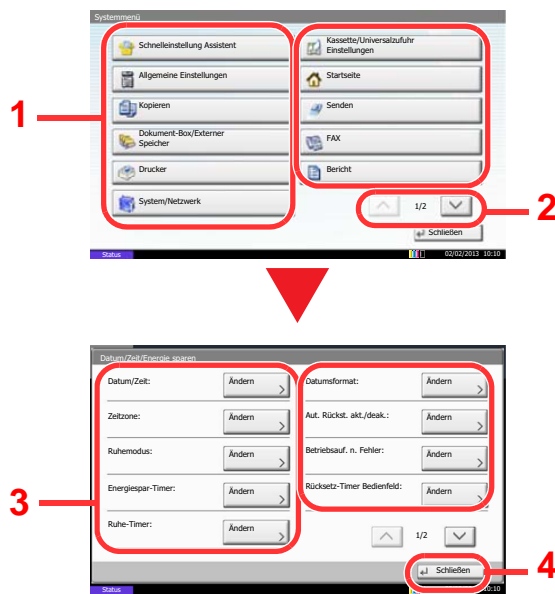 Systemmenü
Schnelleinstellung Assistent
Kassette/Universalzufuhr
Einstellungen
Allgemeine Einstellungen
Startseite
1
Kopieren
Senden
Dokument-Box/Externer
Speicher
FAX
Drucker
Bericht
System/Netzwerk
1/2
2
Schließen
Status
02/02/2013 10:10
Datum/Zeit/Energie sparen
Datum/Zeit:
Ändern
Datumsformat:
Ändern
Zeitzone:
Ändern
Aut. Rückst. akt./deak.:
Ändern
Ruhemodus:
Ändern
Betriebsauf. n. Fehler:
Ändern
3
Energiespar-Timer:
Ändern
Rücksetz-Timer Bedienfeld:
Ändern
Ruhe-Timer:
Ändern
1/2
Schließen
4
Status
10:10